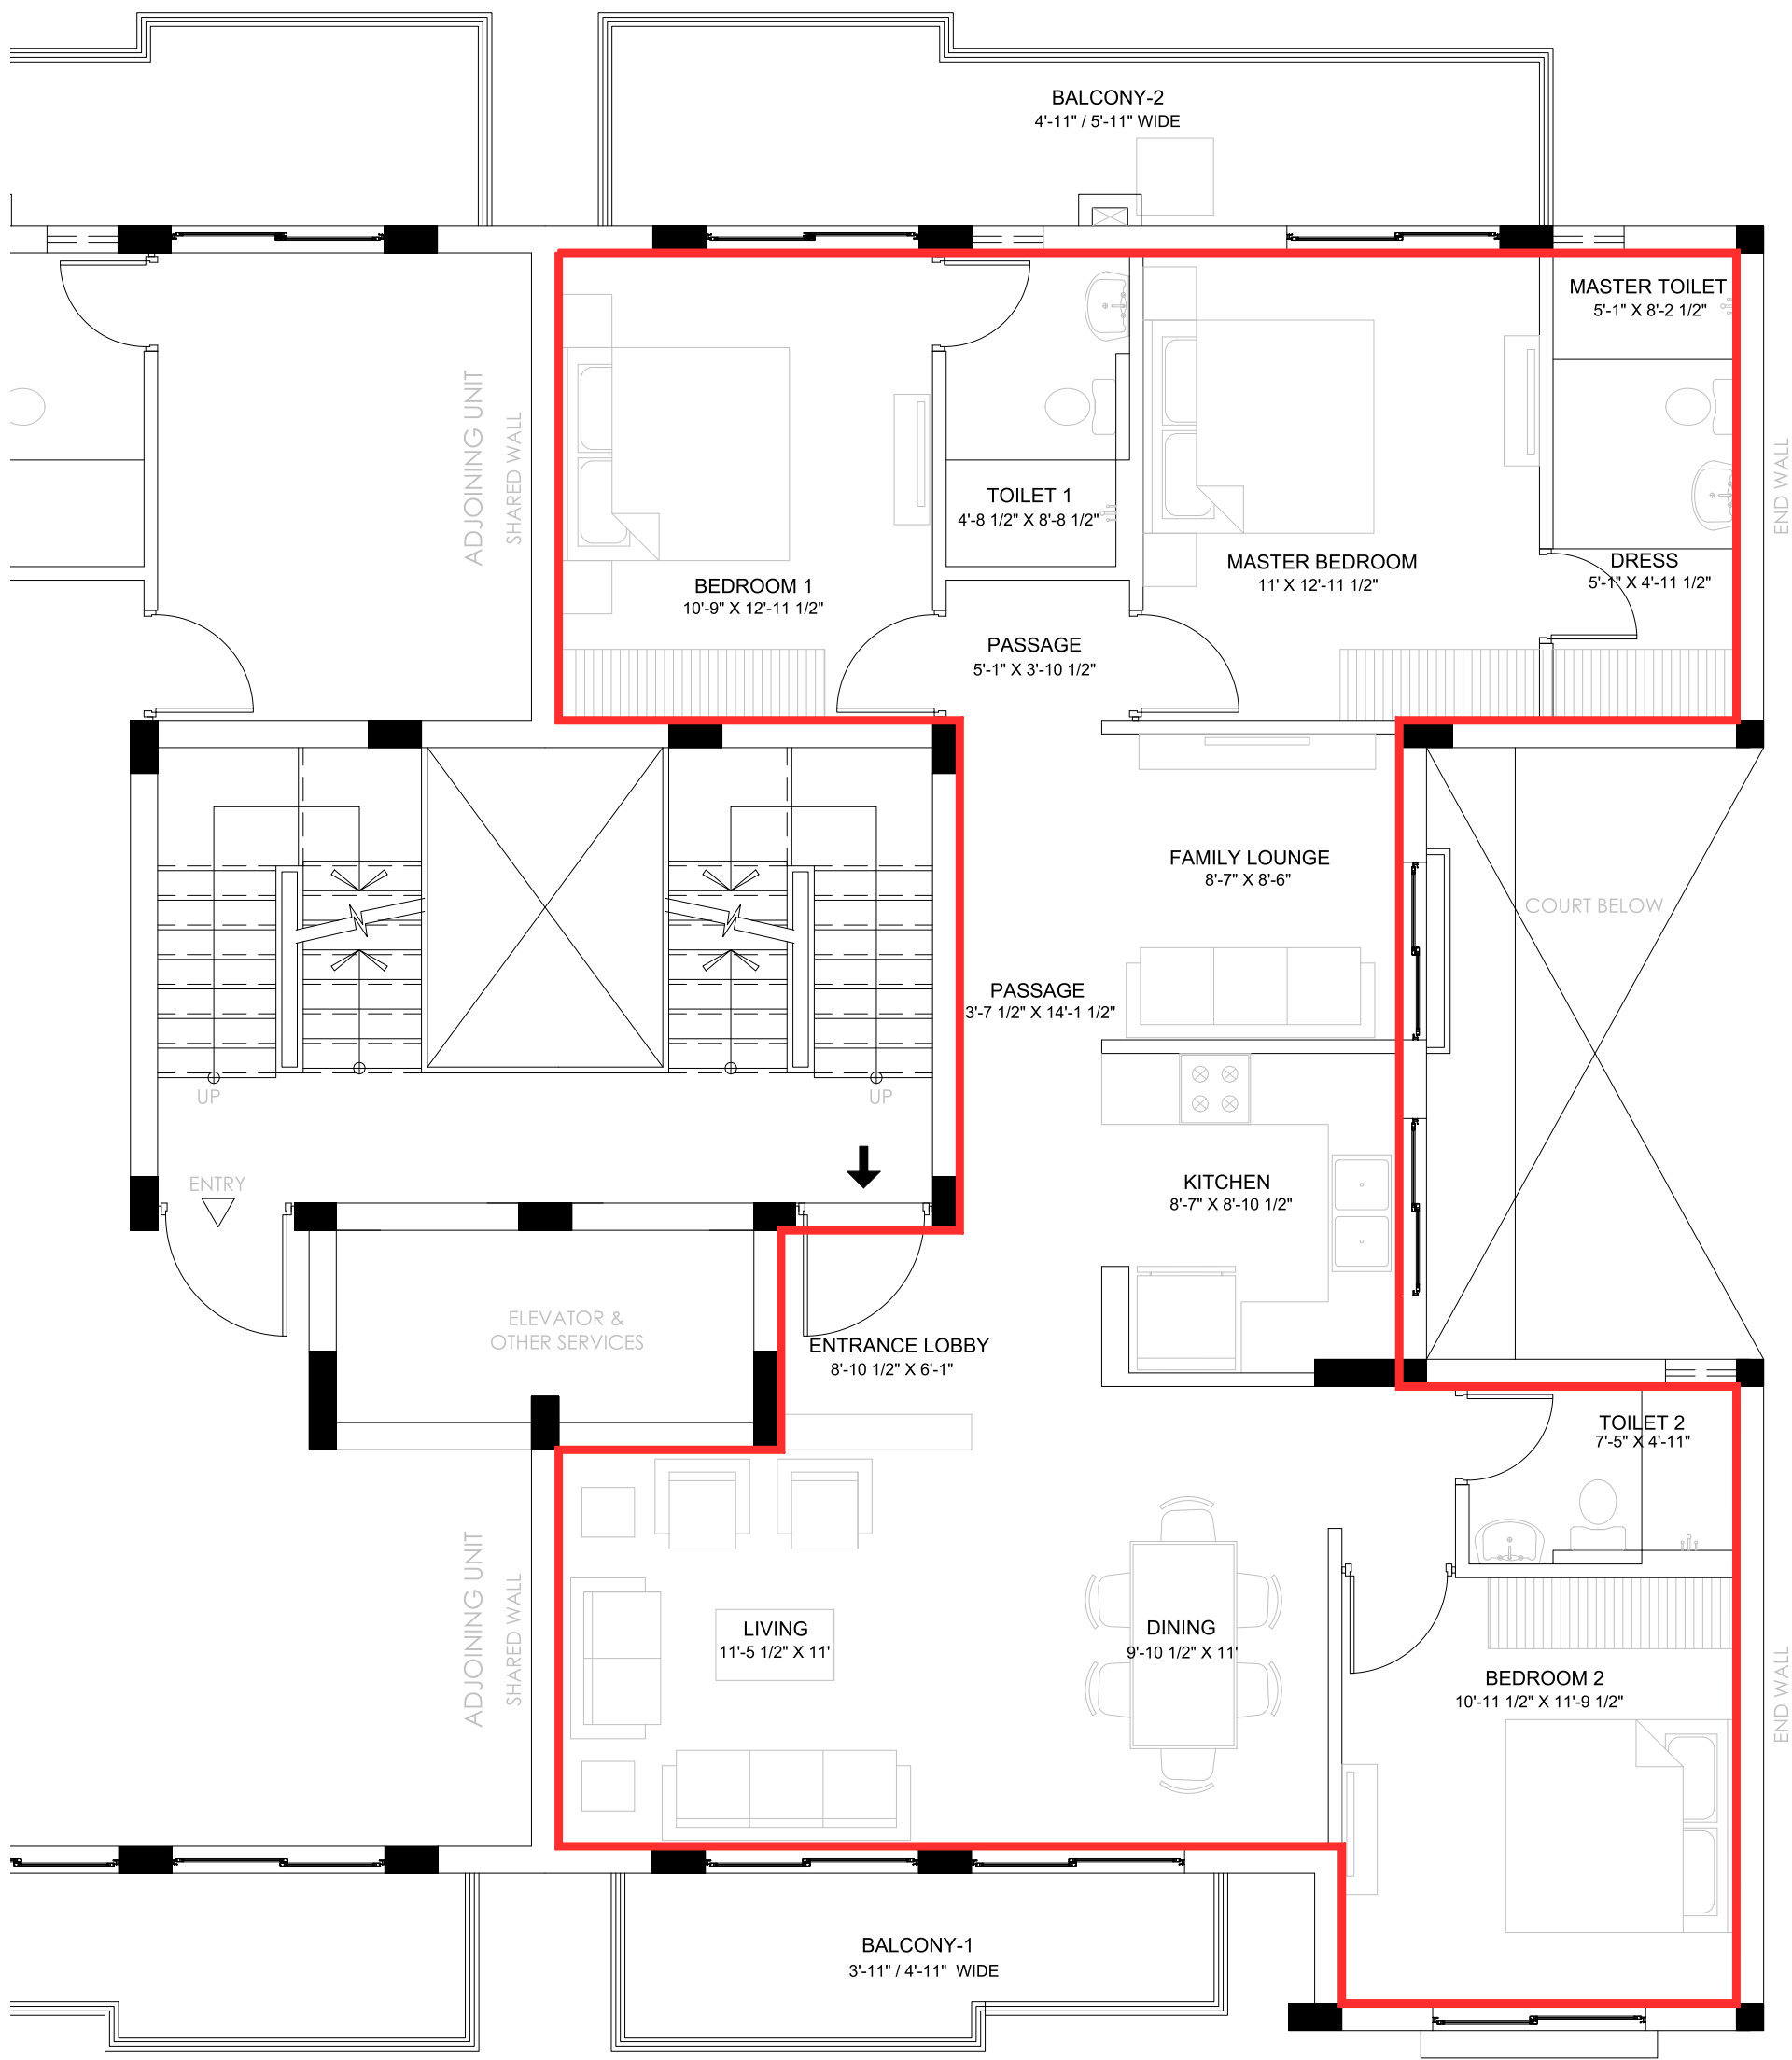 BALCONY-2
4'-11" / 5'-11" WIDE
MASTER TOILET
5'-1" X 8'-2 1/2"
ADJOINING UNIT
SHARED WALL
END WALL
TOILET 1
4'-8 1/2" X 8'-8 1/2"
MASTER BEDROOM
11' X 12'-11 1/2"
DRESS
5'-1" X 4'-11 1/2"
BEDROOM 1
10'-9" X 12'-11 1/2"
PASSAGE
5'-1" X 3'-10 1/2"
FAMILY LOUNGE
8'-7" X 8'-6"
COURT BELOW
PASSAGE
3'-7 1/2" X 14'-1 1/2"
UP
UP
ENTRY
KITCHEN
8'-7" X 8'-10 1/2"
ELEVATOR &
OTHER SERVICES
ENTRANCE LOBBY
8'-10 1/2" X 6'-1"
TOILET 2
7'-5" X 4'-11"
ADJOINING UNIT
SHARED WALL
LIVING
11'-5 1/2" X 11'
DINING
9'-10 1/2" X 11'
BEDROOM 2
10'-11 1/2" X 11'-9 1/2"
END WALL
BALCONY-1
3'-11" / 4'-11" WIDE